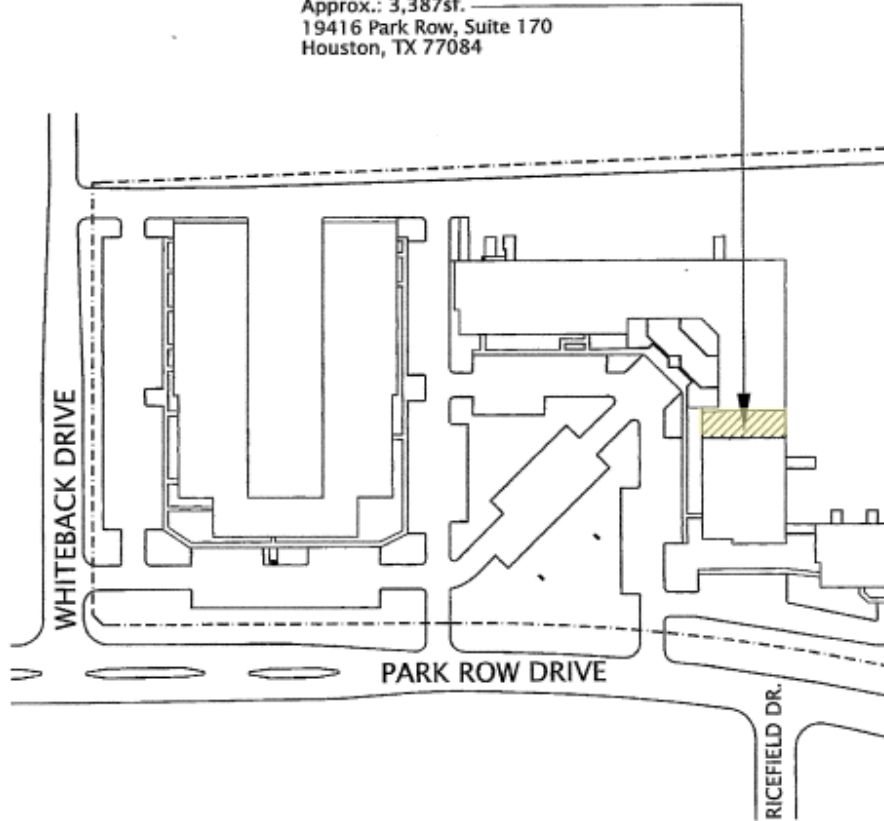 Approx.: 3,387sf.
19416 Park Row, Suite 170
Houston, TX 77084
WHITEBACK DRIVE
PARK ROW DRIVE
RICEFIELD DR.